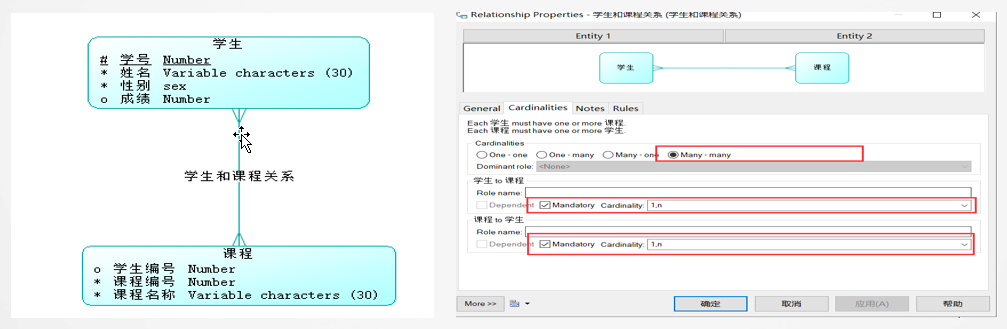 学生
# 学号 Number
* 姓名 Variable characters (30)
* 性别 sex
o 成绩 Number
学生和课程关系
课程
o 学生编号 Number
* 课程编号 Number
* 课程名称 Variable characters (30)
Relationship Properties - 学生和课程关系 (学生和课程关系)
Entity 1 Entity 2
学生 课程
General Cardinalities Notes Rules
Each 学生 must have one or more 课程.
Each 课程 must have one or more 学生.
Cardinalities
One - one One - many Many - one Many - many
Dominant role: <None>
学生 to 课程
Role name:
Dependent Mandatory Cardinality: 1,n
课程 to 学生
Role name:
Dependent Mandatory Cardinality: 1,n
More >> 确定 取消 应用(A) 帮助